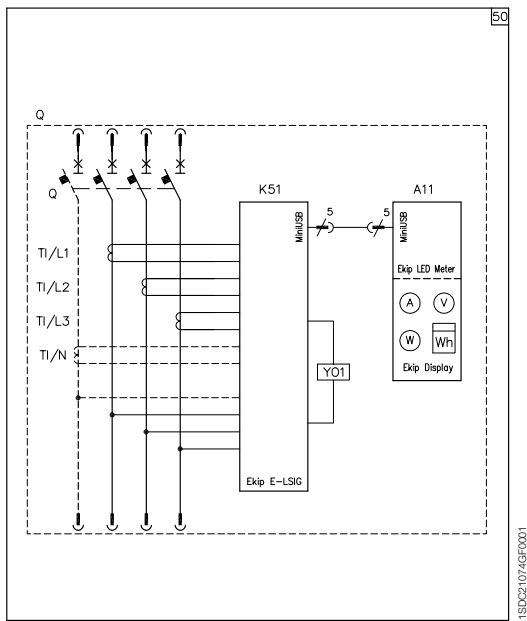 50
Q
Q
K51
A11
MiniUSB
5
5
MiniUSB
TI/L1
Ekip LED Meter
TI/L2
A
V
TI/L3
W
Wh
TI/N
Y01
Ekip Display
Ekip E-LSIG
1SDC21074GF0001